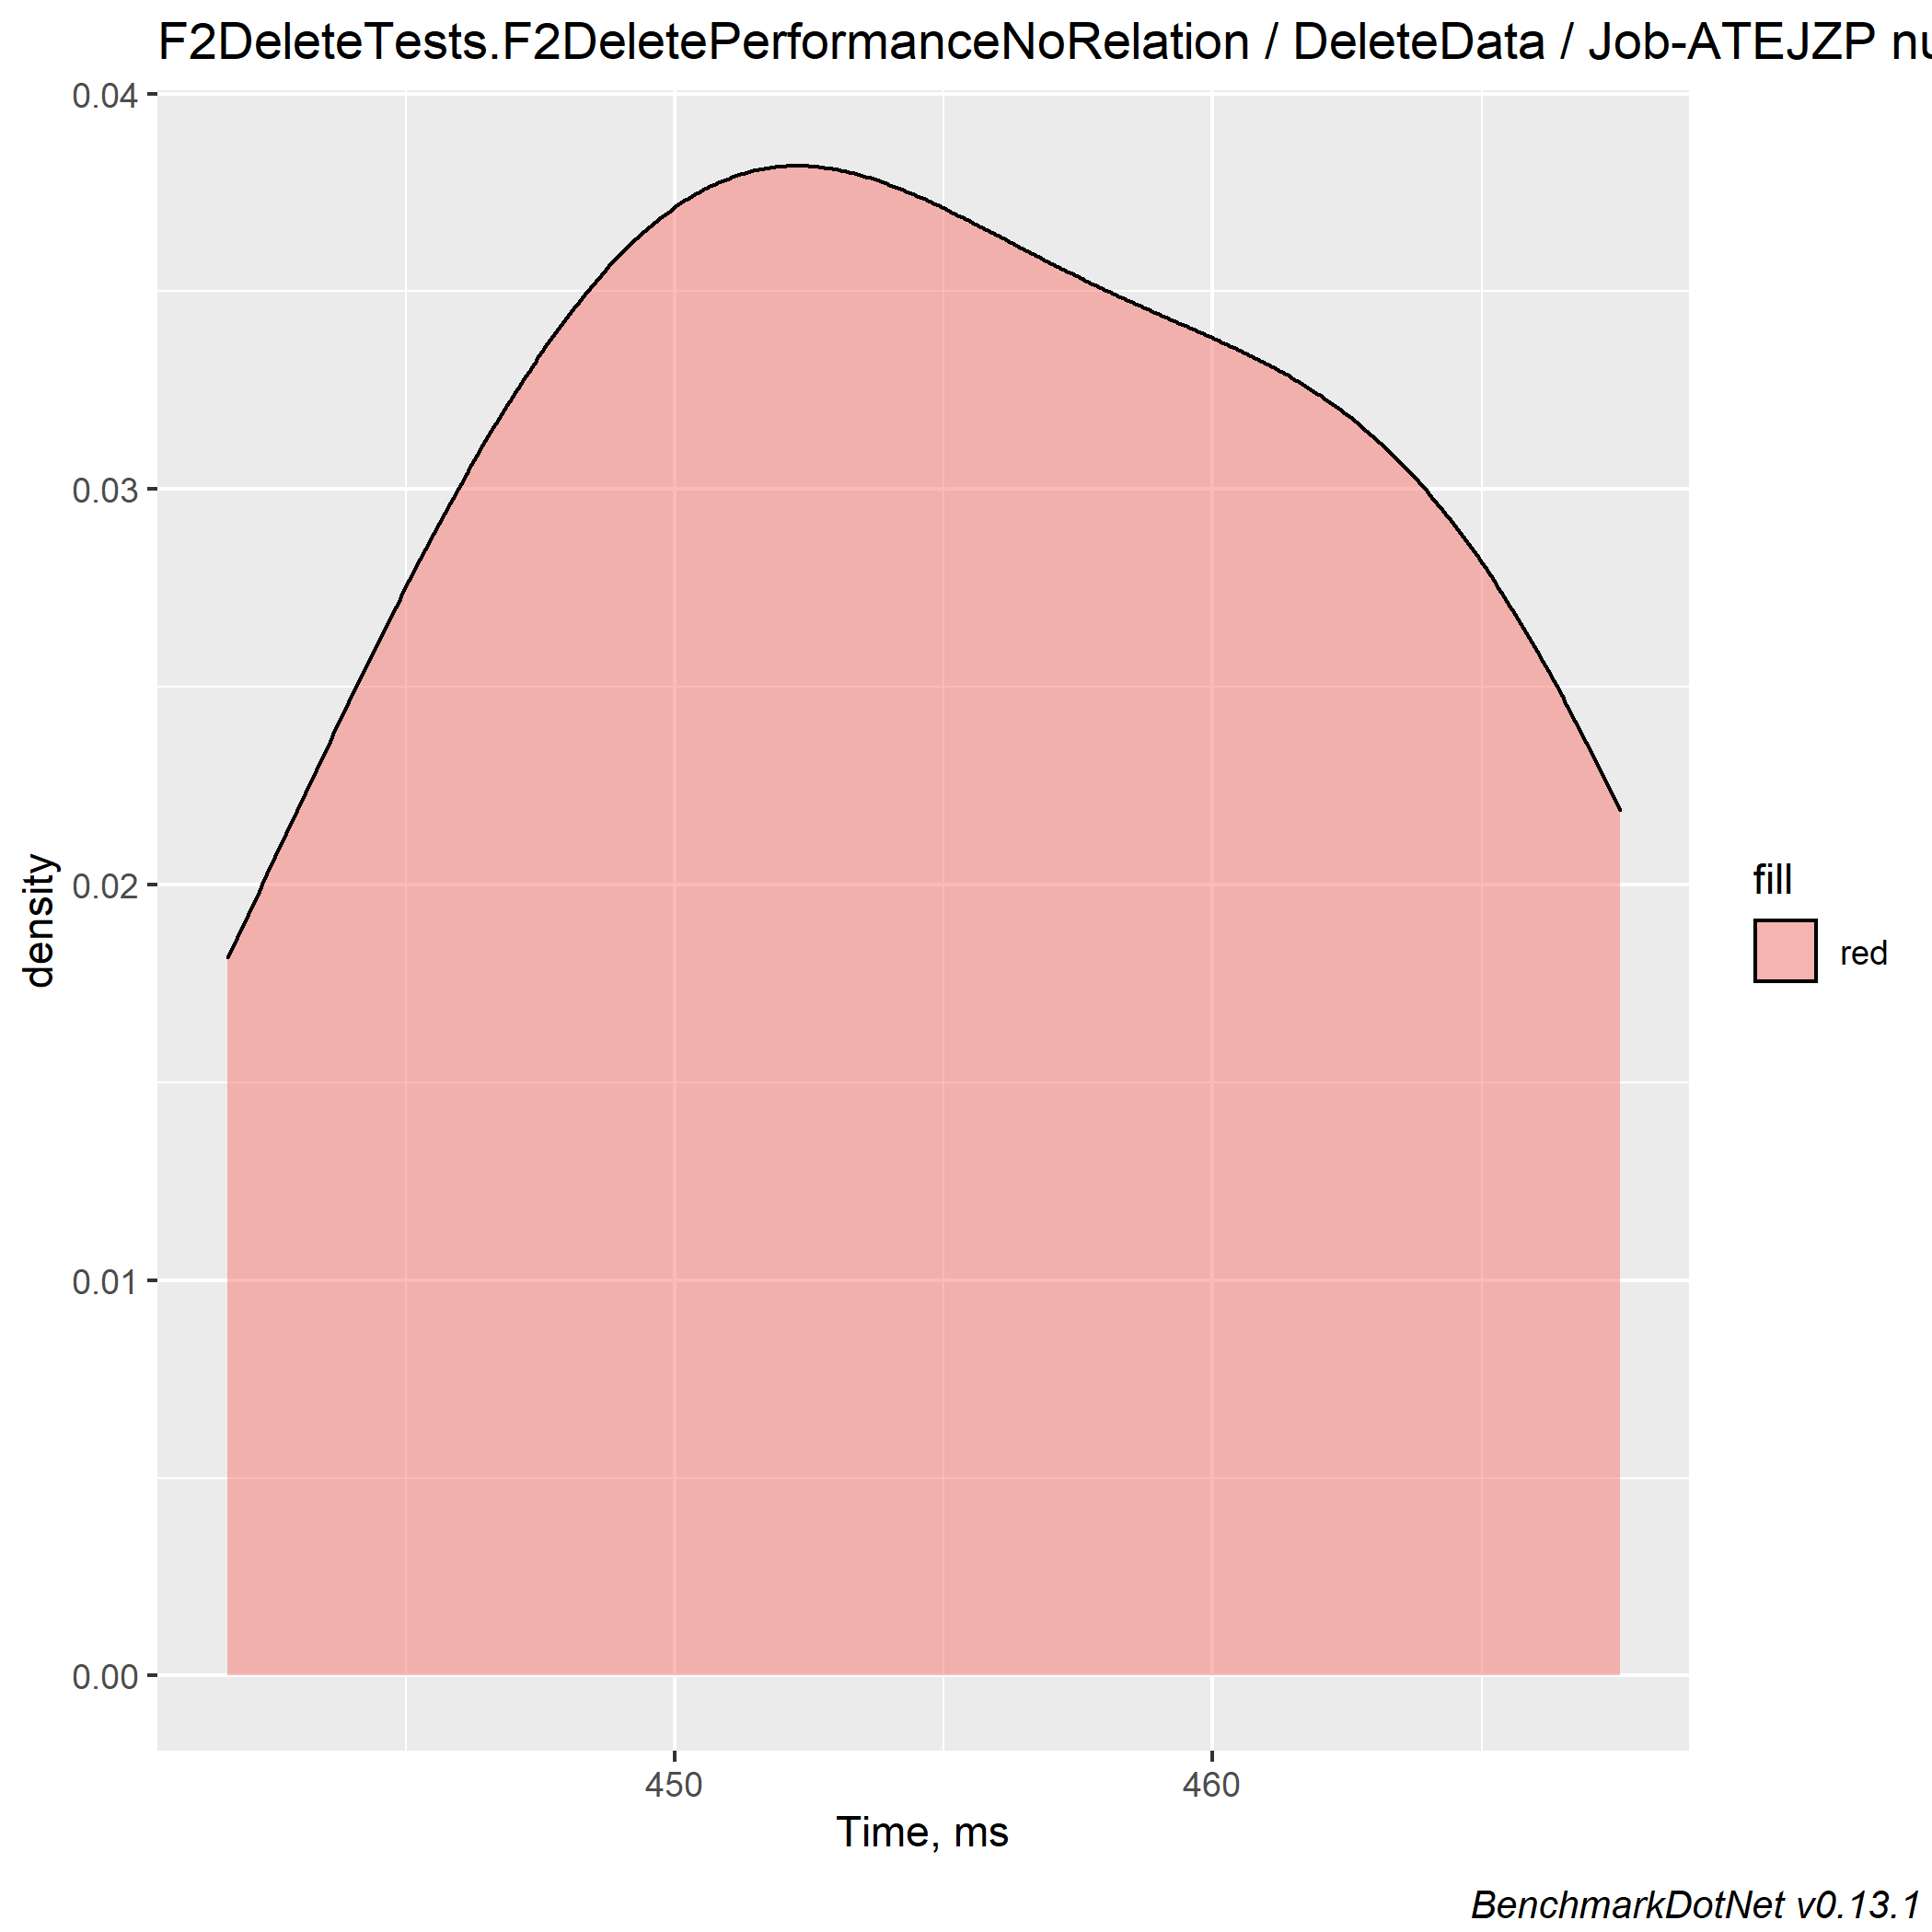 F2DeleteTests.F2DeletePerformanceNoRelation / DeleteData / Job-ATEJZP
0.04
0.03
0.02
0.01
0.00
density
450
460
Time, ms
fill
red
BenchmarkDotNet v0.13.1